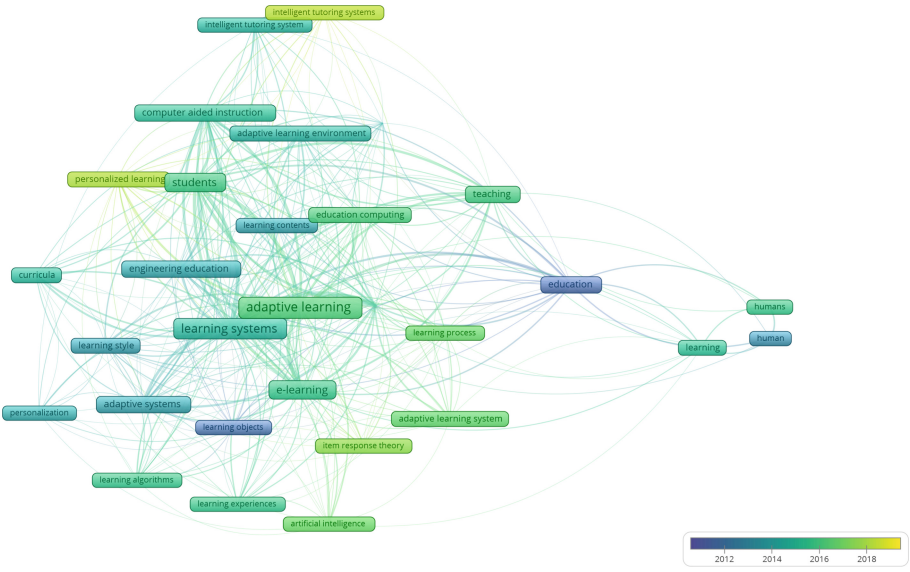 intelligent tutoring systems
intelligent tutoring system
computer aided instruction
adaptive learning environment
personalized learning
students
teaching
education computing
learning contents
engineering education
curricula
education
adaptive learning
humans
learning systems
learning process
human
learning style
learning
e-learning
adaptive systems
personalization
adaptive learning system
learning objects
item response theory
learning algorithms
learning experiences
artificial intelligence
2012 2014 2016 2018